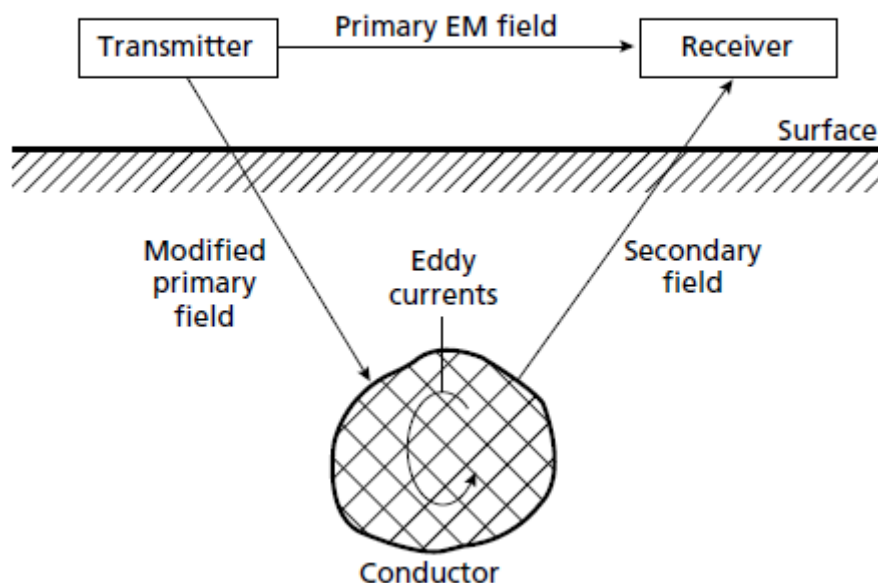 Transmitter
Primary EM field
Receiver
Surface
Modified
primary
field
Eddy
currents
Secondary
field
Conductor